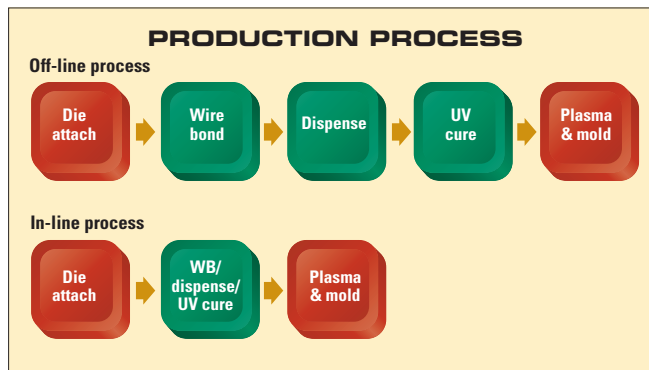 PRODUCTION PROCESS
Off-line process
Die
attach
Wire
bond
Dispense
UV
cure
Plasma
& mold
In-line process
Die
attach
WB/
dispense/
UV cure
Plasma
& mold